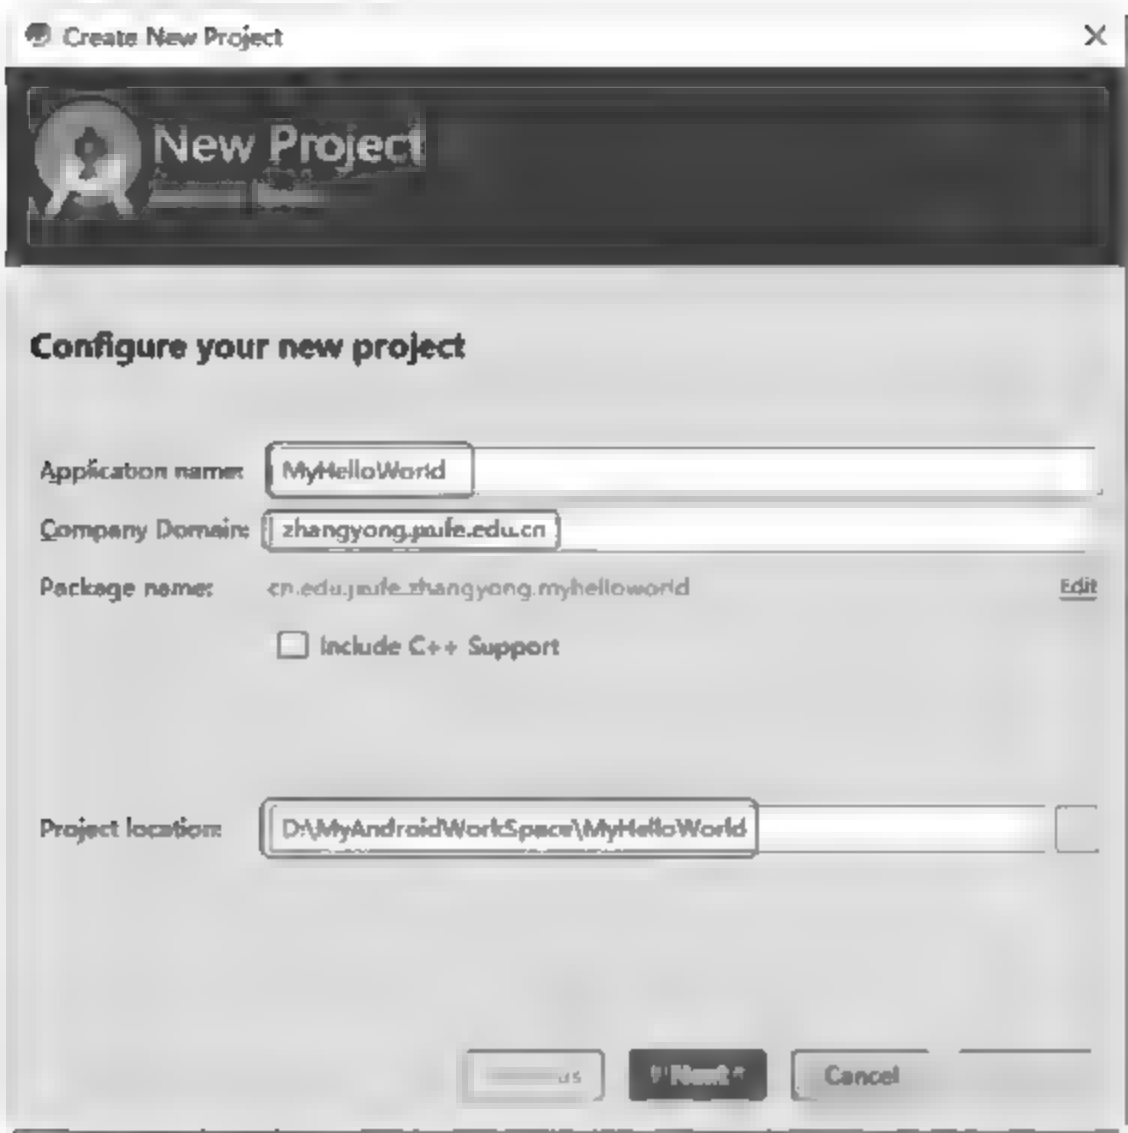 Create New Project
New Project
Configure your new project
Application name: MyHelloWorld
Company Domain: zhangyong.jxufe.edu.cn
Package name: cn.edu.jxufe.zhangyong.myhelloworld Edit
Include C++ Support
Project location: D:\MyAndroidWorkSpace\MyHelloWorld
Next Cancel